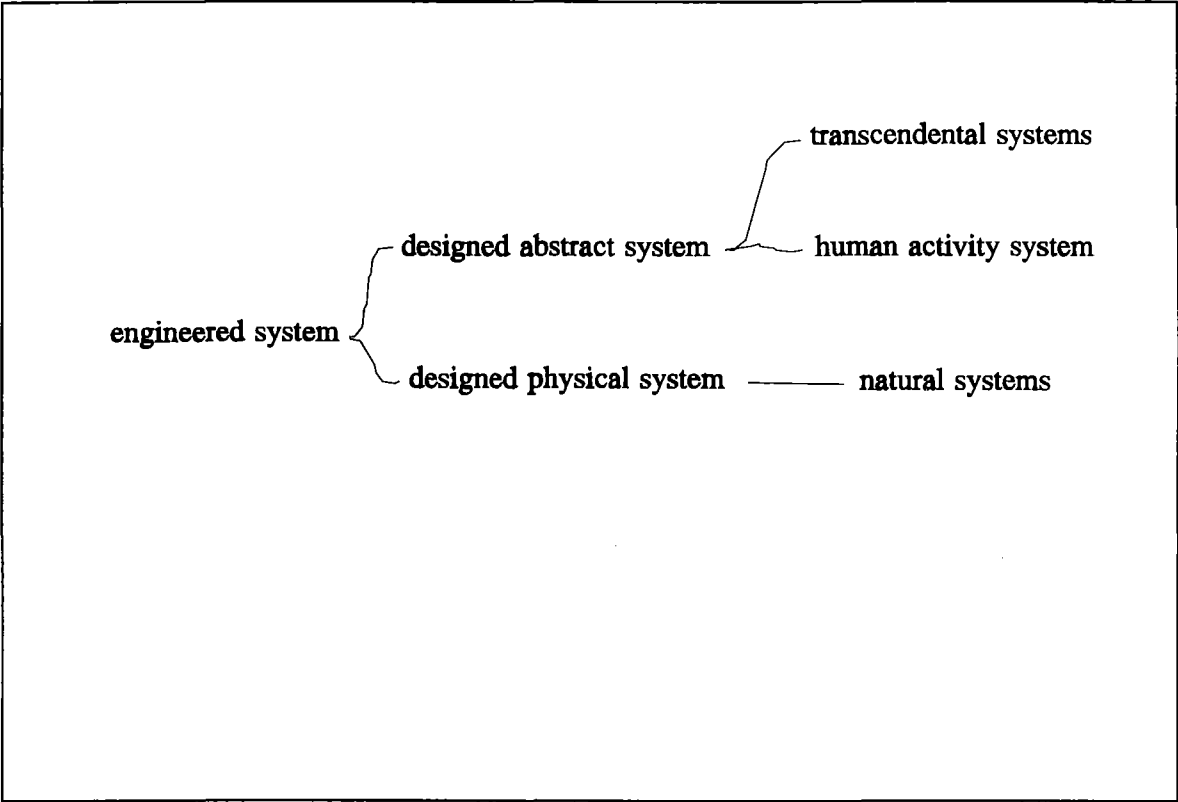 transcendental systems
designed abstract system
human activity system
engineered system
designed physical system
natural systems